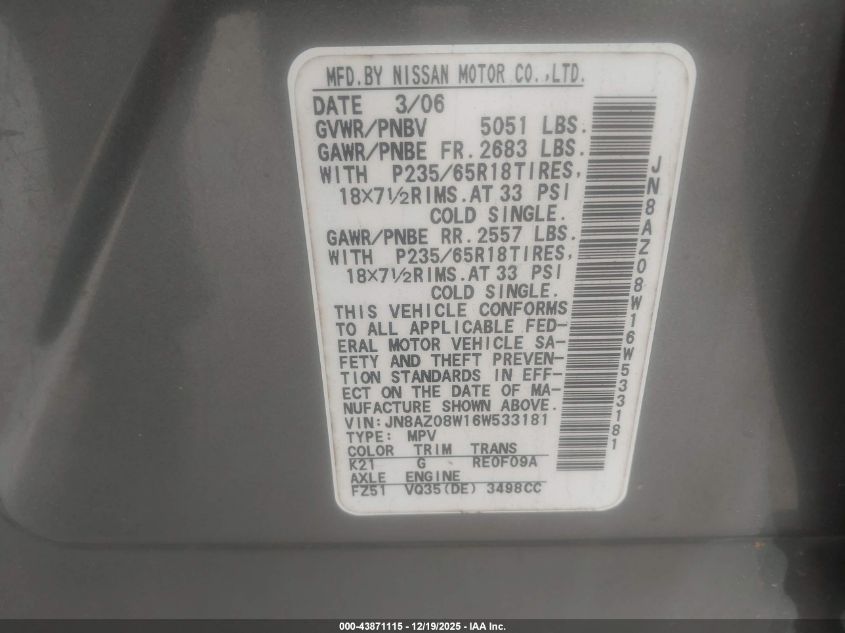 MFD.BY NISSAN MOTOR CO.,LTD.
DATE 3/06
GVWR/PNBV 5051 LBS.
GAWR/PNBE FR.2683 LBS.
WITH P235/65R18TIRES,
18×7½RIMS.AT 33 PSI
COLD SINGLE.
GAWR/PNBE RR.2557 LBS.
WITH P235/65R18TIRES,
18×7½RIMS.AT 33 PSI
COLD SINGLE.
THIS VEHICLE CONFORMS
TO ALL APPLICABLE FED-
ERAL MOTOR VEHICLE SA-
FETY AND THEFT PREVEN-
TION STANDARDS IN EFF-
ECT ON THE DATE OF MA-
NUFACTURE SHOWN ABOVE.
VIN:JN8AZ08W16W533181
TYPE: MPV
COLOR TRIM TRANS
K21 G RE0F09A
AXLE ENGINE
FZ51 VQ35(DE) 3498CC
JN8AZ08W16W533181
000-43871115 - 12/19/2025 - IAA Inc.